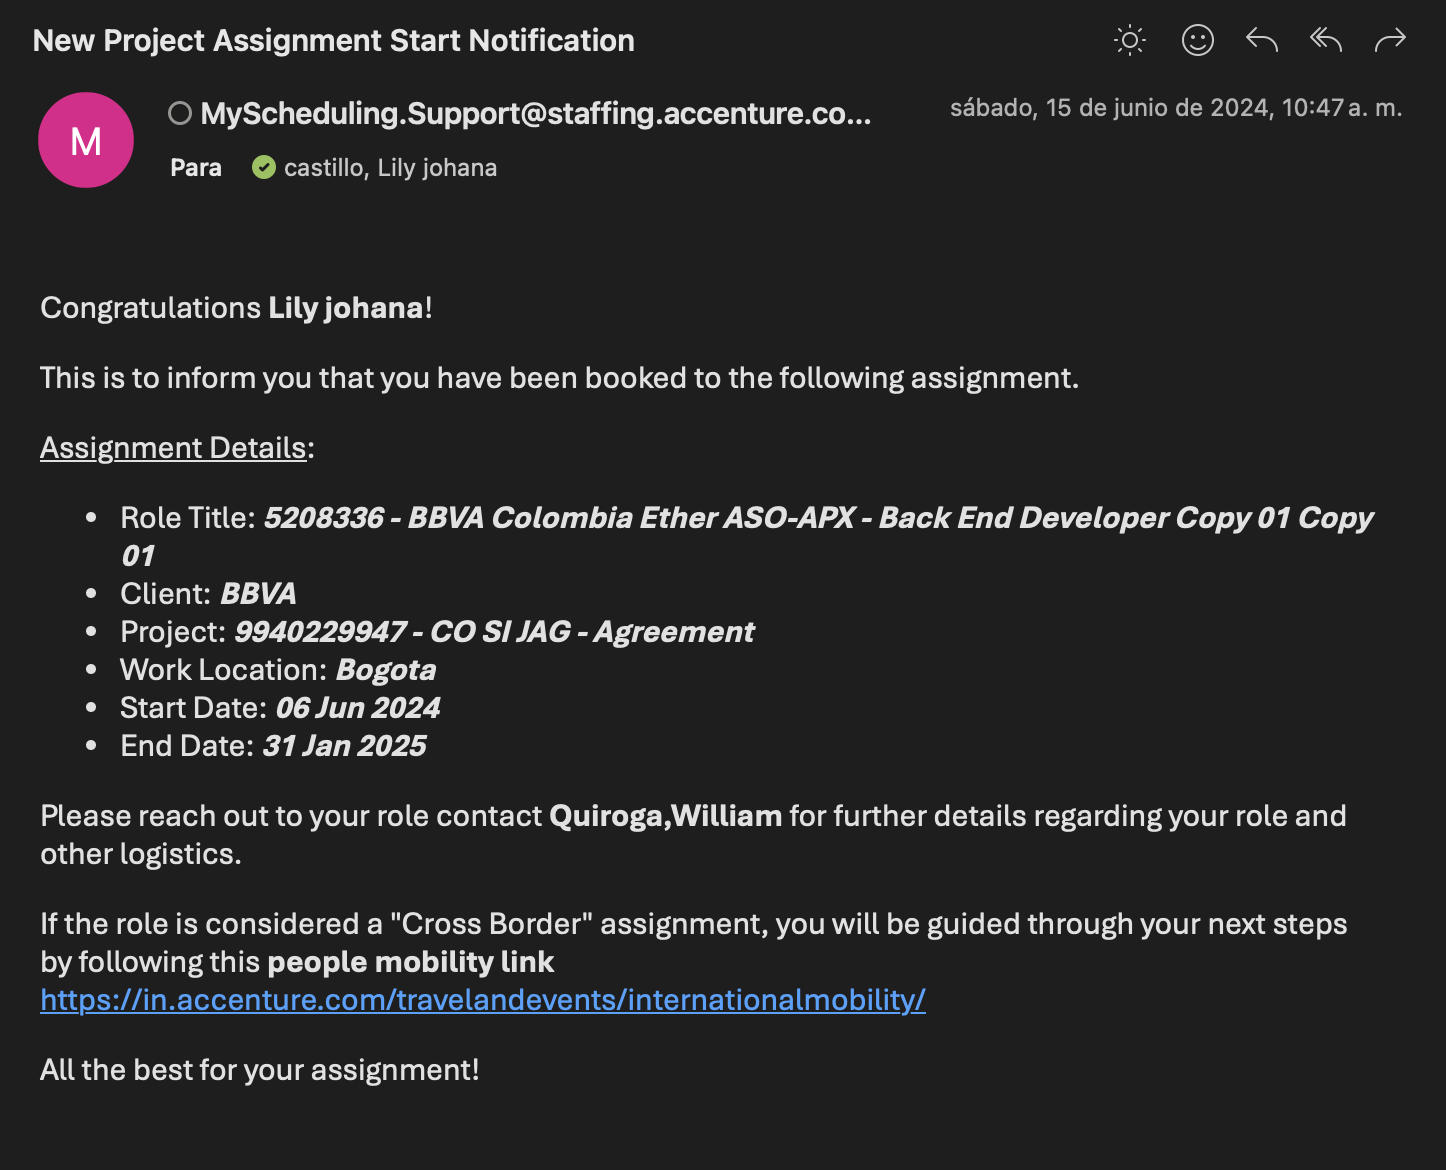 New Project Assignment Start Notification
M
MyScheduling.Support@staffing.accenture.co...
sábado, 15 de junio de 2024, 10:47 a. m.
Para castillo, Lily johana
Congratulations Lily johana!
This is to inform you that you have been booked to the following assignment.
Assignment Details:
• Role Title: 5208336 - BBVA Colombia Ether ASO-APX - Back End Developer Copy 01 Copy
01
• Client: BBVA
• Project: 9940229947 - CO SI JAG - Agreement
• Work Location: Bogota
• Start Date: 06 Jun 2024
• End Date: 31 Jan 2025
Please reach out to your role contact Quiroga,William for further details regarding your role and
other logistics.
If the role is considered a "Cross Border" assignment, you will be guided through your next steps
by following this people mobility link
https://in.accenture.com/travelandevents/internationalmobility/
All the best for your assignment!